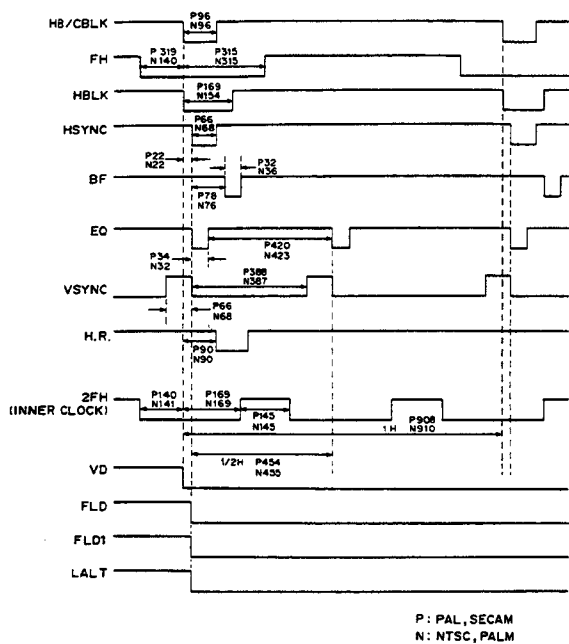 HB/CBLK
P96
N96
FH
P 319
N140
P315
N315
HBLK
P169
N154
HSYNC
P66
N68
P22
N22
P32
N36
BF
P78
N76
EQ
P420
N423
P34
N32
P388
N387
VSYNC
P66
N68
H.R.
P90
N90
2FH
(INNER CLOCK)
P140
N141
P169
N169
P145
N145
1H
P908
N910
1/2H
P454
N455
VD
FLD
FLD1
LALT
P: PAL, SECAM
N: NTSC, PALM